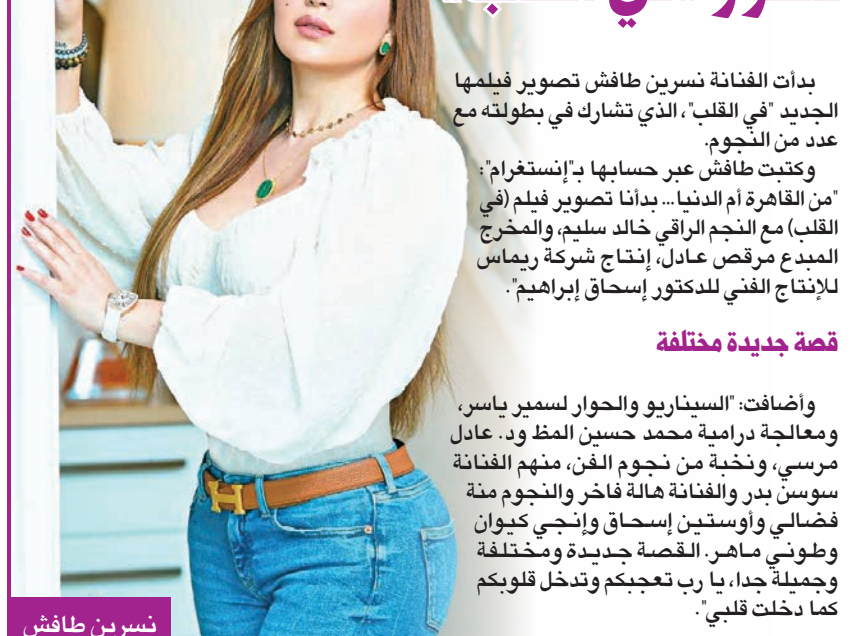 بدأت الفنانة نسرين طافش تصوير فيلمها
الجديد "في القلب"، الذي تشارك في بطولته مع
عدد من النجوم.
وكتبت طافش عبر حسابها بـ"إنستغرام":
"من القاهرة أم الدنيا... بدأنا تصوير فيلم (في
القلب) مع النجم الراقي خالد سليم، والمخرج
المبدع مرقص عادل، إنتاج شركة ريماس
للإنتاج الفني للدكتور إسحاق إبراهيم".
قصة جديدة مختلفة
وأضافت: "السيناريو والحوار لسمير ياسر،
ومعالجة درامية محمد حسين المظ ود. عادل
مرسي، ونخبة من نجوم الفن، منهم الفنانة
سوسن بدر والفنانة هالة فاخر والنجوم منة
فضالي وأوستين إسحاق وإنجي كيوان
وطوني ماهر. القصة جديدة ومختلفة
وجميلة جدا، يا رب تعجبكم وتدخل قلوبكم
كما دخلت قلبي".
نسرين طافش